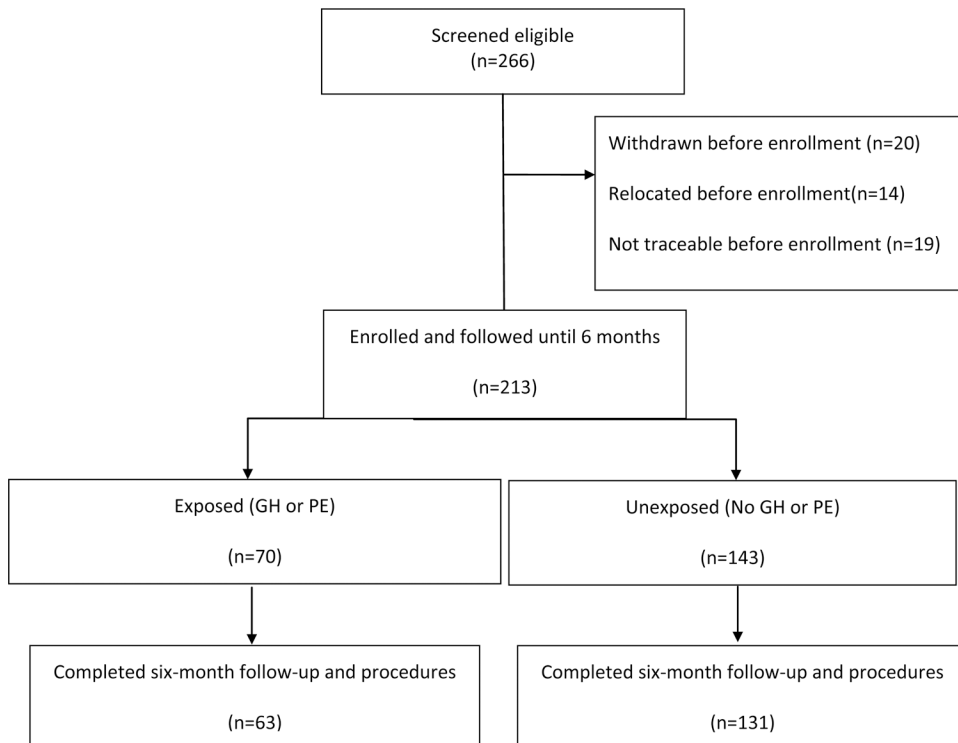 Screened eligible
(n=266)
Withdrawn before enrollment (n=20)
Relocated before enrollment(n=14)
Not traceable before enrollment (n=19)
Enrolled and followed until 6 months
(n=213)
Exposed (GH or PE)
(n=70)
Unexposed (No GH or PE)
(n=143)
Completed six-month follow-up and procedures
(n=63)
Completed six-month follow-up and procedures
(n=131)